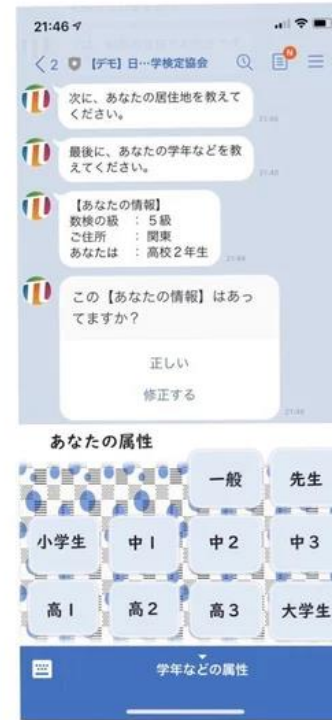 21:46
2 【デモ】日…学検定協会 N
次に、あなたの居住地を教えて
ください。
最後に、あなたの学年などを教
えてください。
【あなたの情報】
数検の級 : 5級
ご住所 : 関東
あなたは : 高校2年生
21:46
この【あなたの情報】はあっ
てますか?
正しい
修正する
21:46
あなたの属性
一般 先生
小学生 中1 中2 中3
高1 高2 高3 大学生
学年などの属性